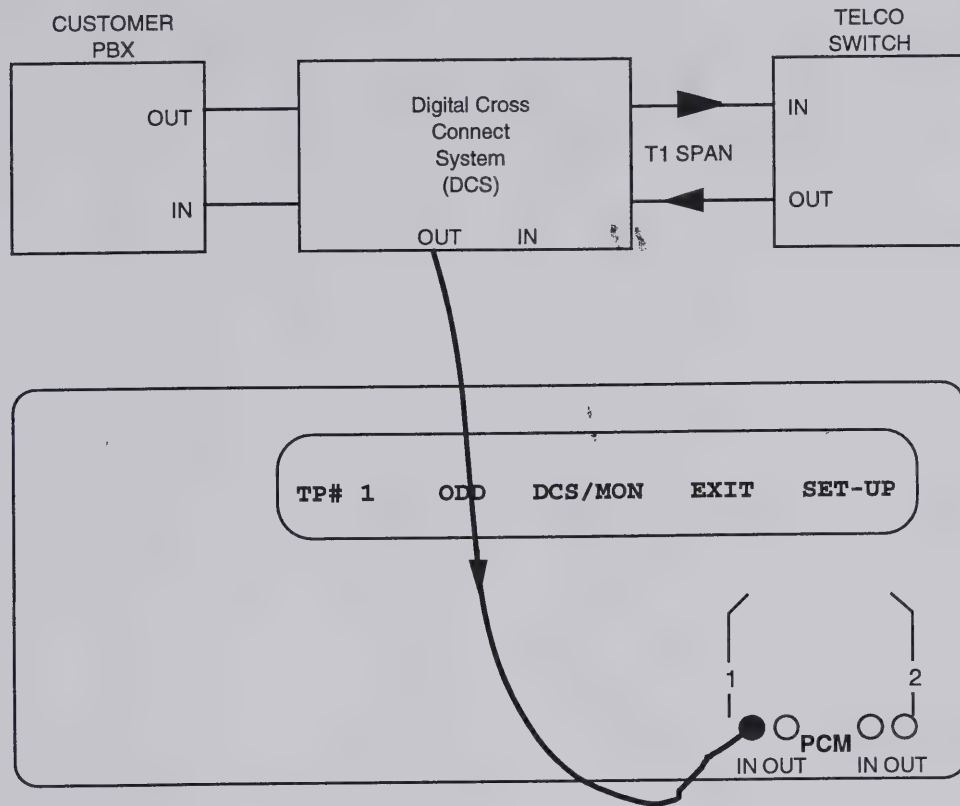 CUSTOMER
PBX
TELCO
SWITCH
OUT
IN
Digital Cross
Connect
System
(DCS)
OUT IN
T1 SPAN
IN
OUT
TP# 1 ODD DCS/MON EXIT SET-UP
1 2
PCM
IN OUT IN OUT